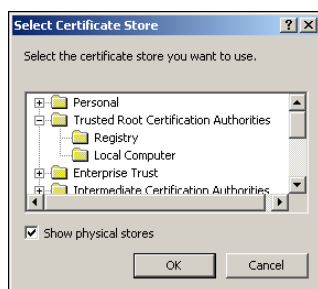 Select Certificate Store
Select the certificate store you want to use.
Personal
Trusted Root Certification Authorities
Registry
Local Computer
Enterprise Trust
Intermediate Certification Authorities
Show physical stores
OK Cancel